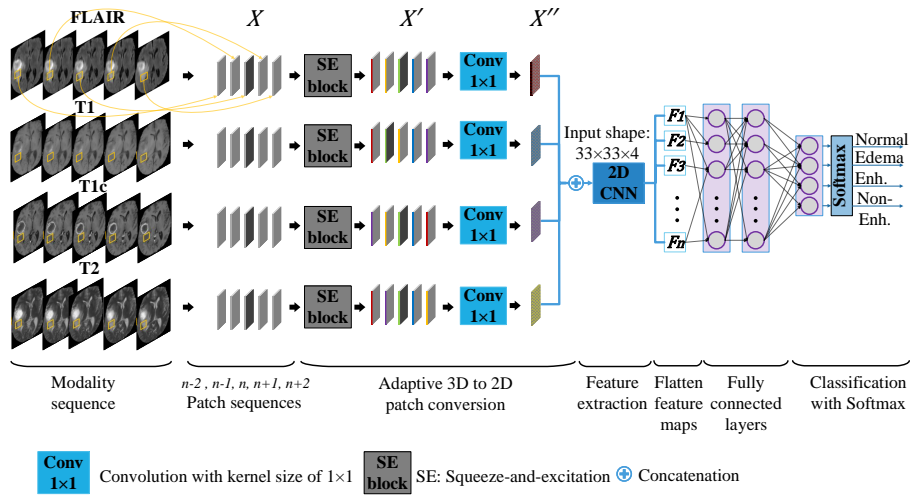 FLAIR
X
X′
X″
SE
block
Conv
1×1
T1
SE
block
Conv
1×1
Input shape:
33×33×4
2D
CNN
F1
F2
F3
Fn
Softmax
Normal
Edema
Enh.
Non-
Enh.
T1c
SE
block
Conv
1×1
T2
SE
block
Conv
1×1
Modality
sequence
n-2 , n-1, n, n+1, n+2
Patch sequences
Adaptive 3D to 2D
patch conversion
Feature
extraction
Flatten
feature
maps
Fully
connected
layers
Classification
with Softmax
Conv
1×1
Convolution with kernel size of 1×1
SE
block
SE: Squeeze-and-excitation
Concatenation